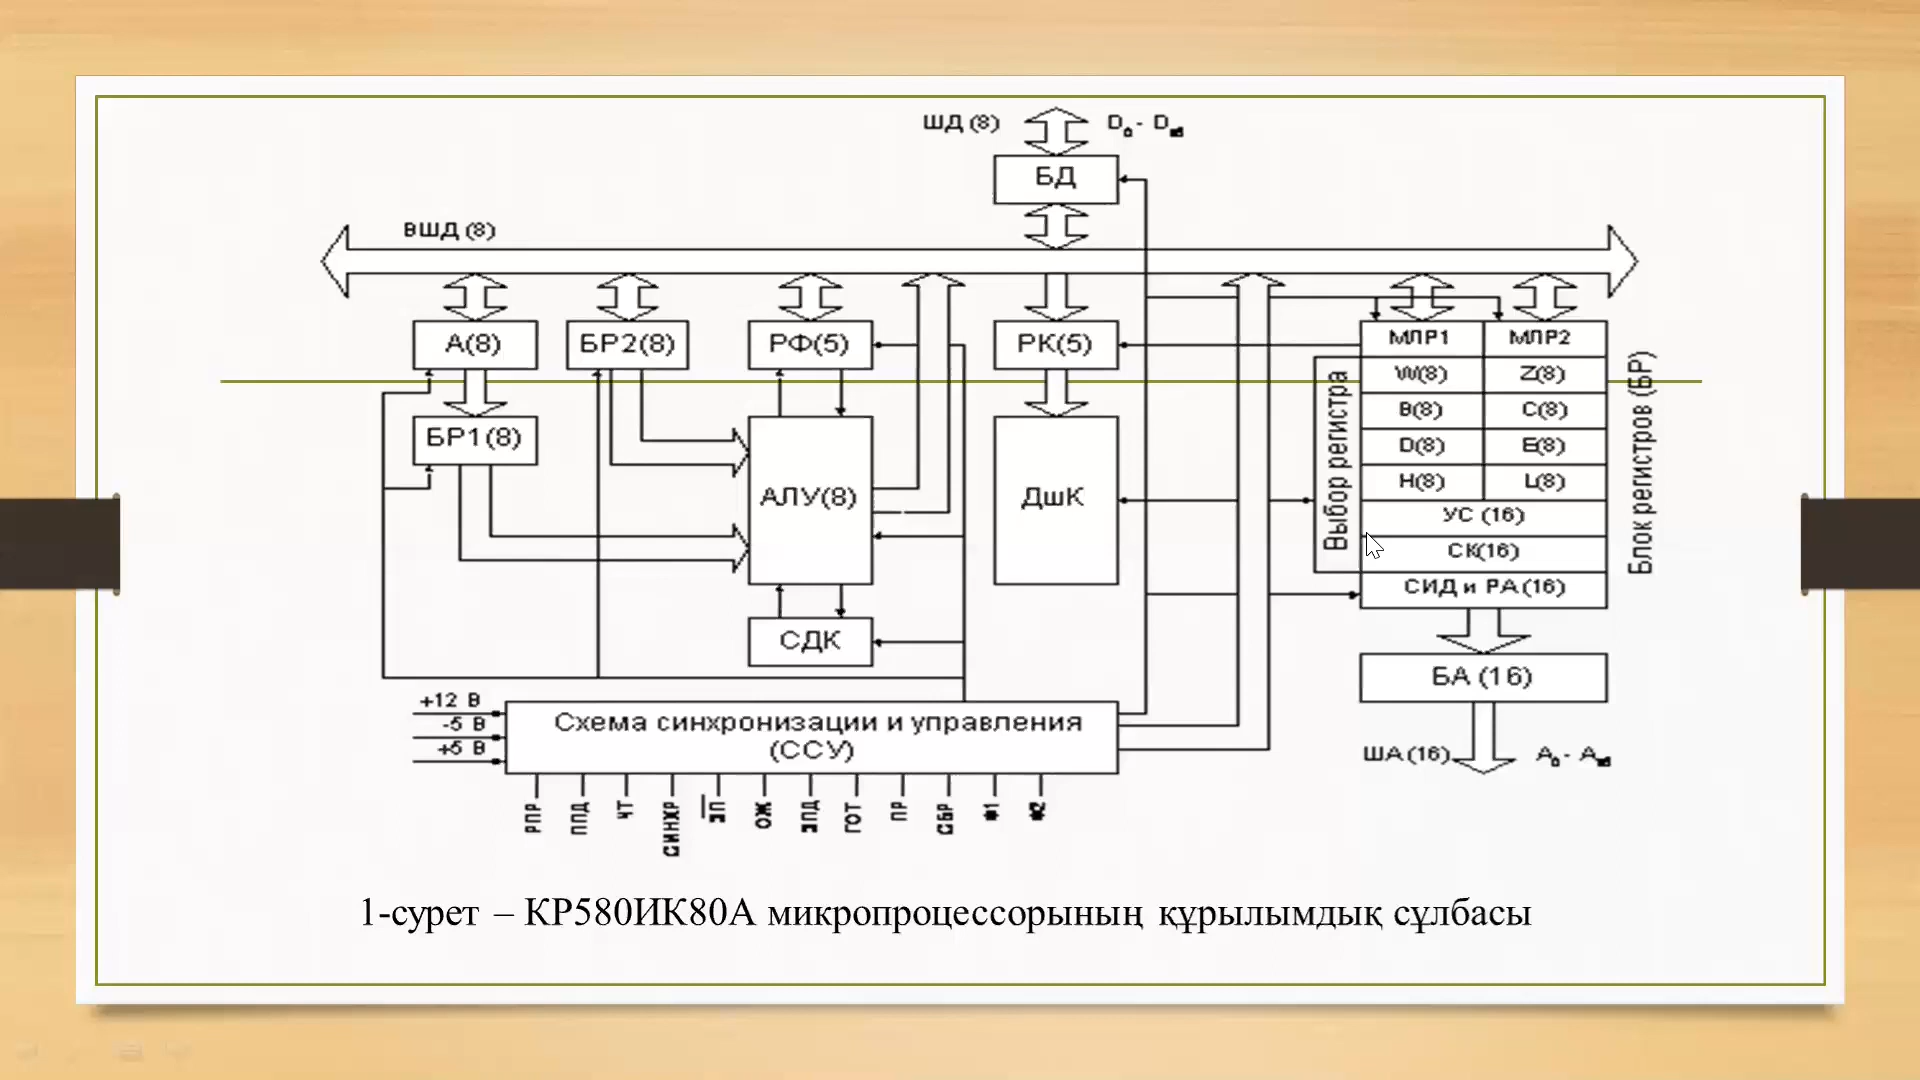 ШД (8)
D₀ - D
БД
ВШД (8)
А(8)
БР2(8)
РФ(5)
РК(5)
МЛР1
МЛР2
W(8)
Z(8)
B(8)
C(8)
БР1(8)
D(8)
E(8)
H(8)
L(8)
АЛУ(8)
ДшК
Выбор регистра
УС (16)
СК(16)
СИД и РА(16)
Блок регистров (БР)
СДК
БА (16)
+12 В
-5 В
+5 В
Схема синхронизации и управления
(ССУ)
ША (16)
A₀ - A
РПР
ППД
ЧТ
СИНХР
ЗП
ОЖ
ЗПД
ГОТ
ПР
СБР
Ф1
Ф2
1-сурет – КР580ИК80А микропроцессорының құрылымдық сұлбасы